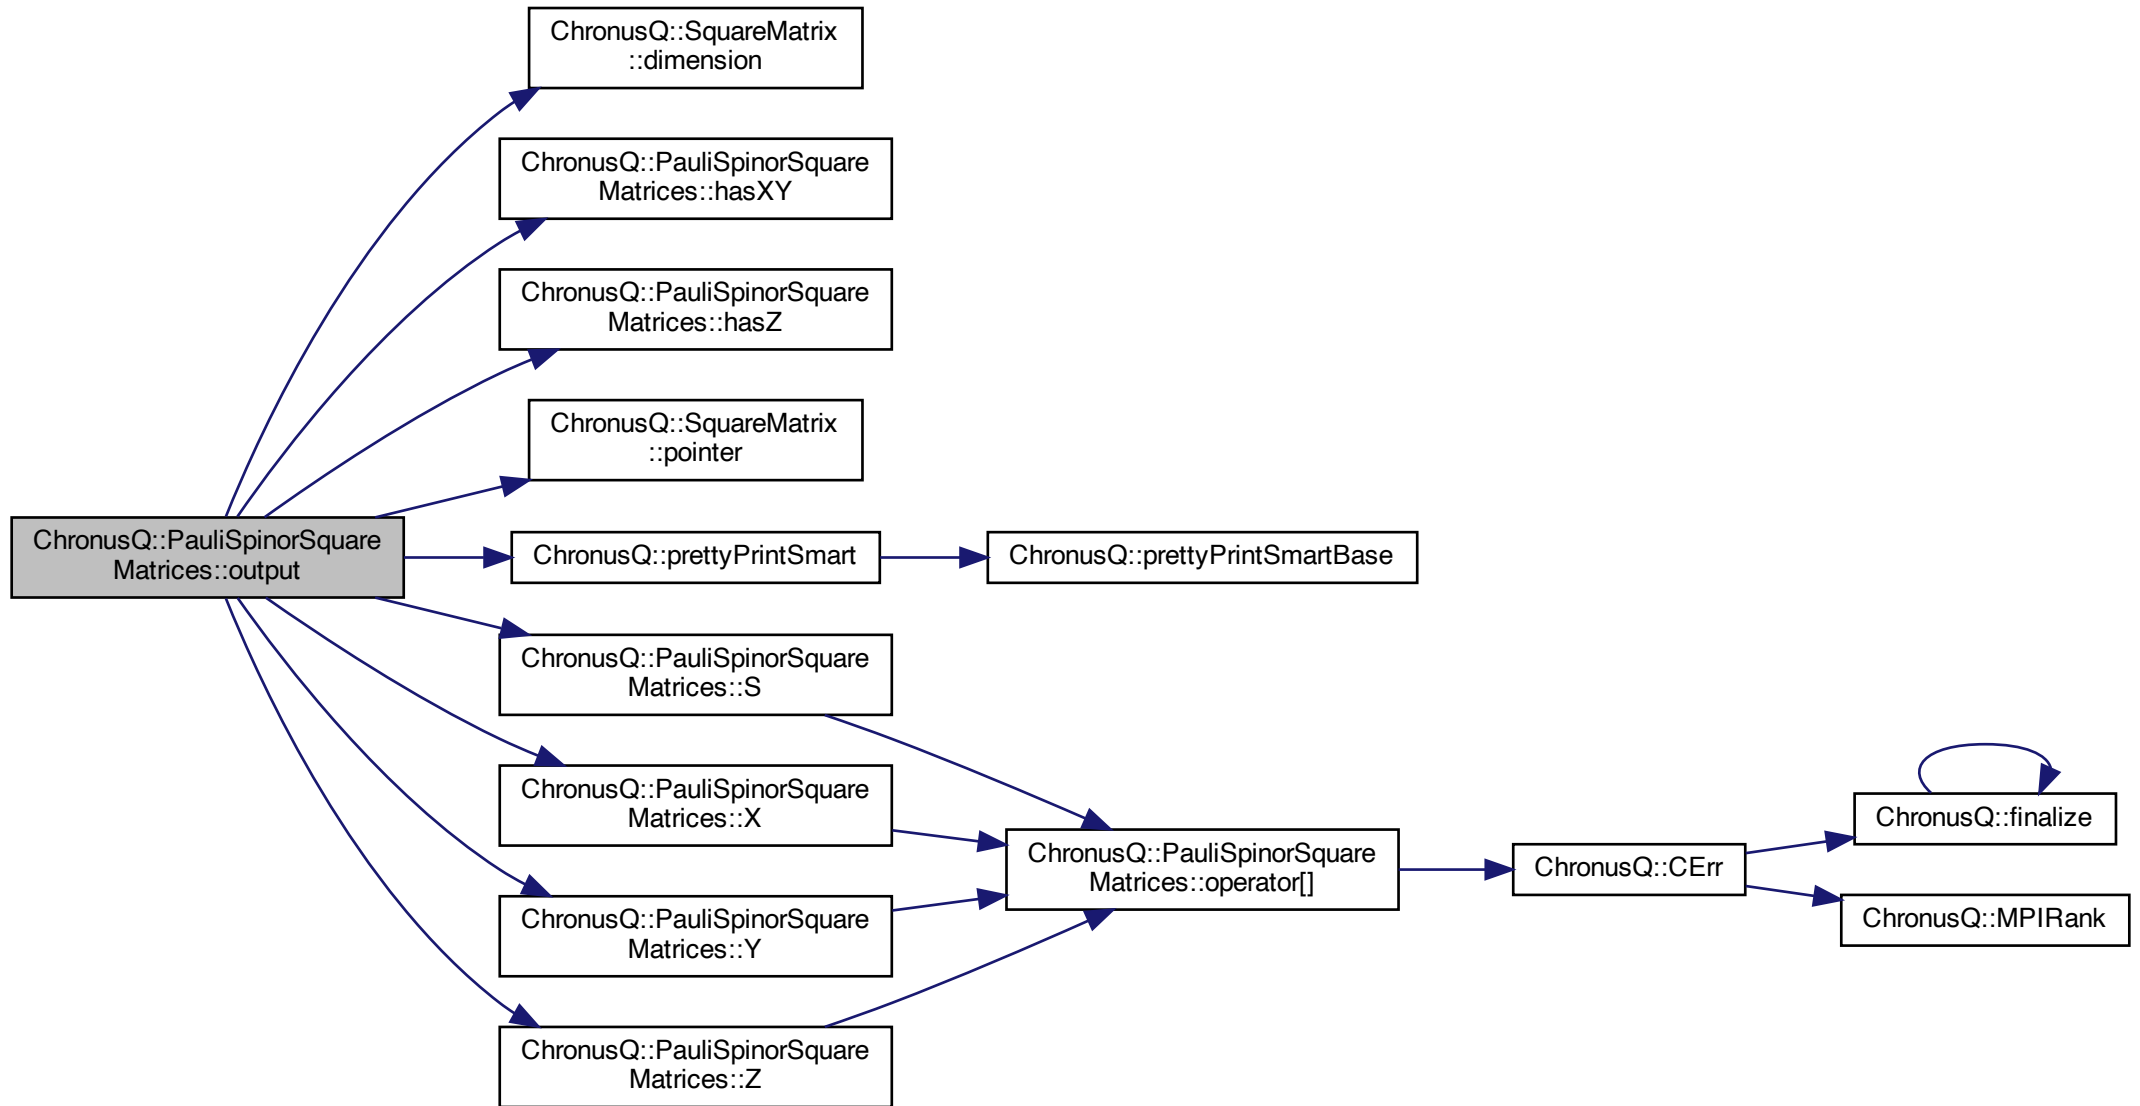 ChronusQ::SquareMatrix
::dimension
ChronusQ::PauliSpinorSquare
Matrices::hasXY
ChronusQ::PauliSpinorSquare
Matrices::hasZ
ChronusQ::SquareMatrix
::pointer
ChronusQ::PauliSpinorSquare
Matrices::output
ChronusQ::prettyPrintSmart
ChronusQ::prettyPrintSmartBase
ChronusQ::PauliSpinorSquare
Matrices::S
ChronusQ::PauliSpinorSquare
Matrices::X
ChronusQ::PauliSpinorSquare
Matrices::Y
ChronusQ::PauliSpinorSquare
Matrices::Z
ChronusQ::PauliSpinorSquare
Matrices::operator[]
ChronusQ::CErr
ChronusQ::finalize
ChronusQ::MPIRank